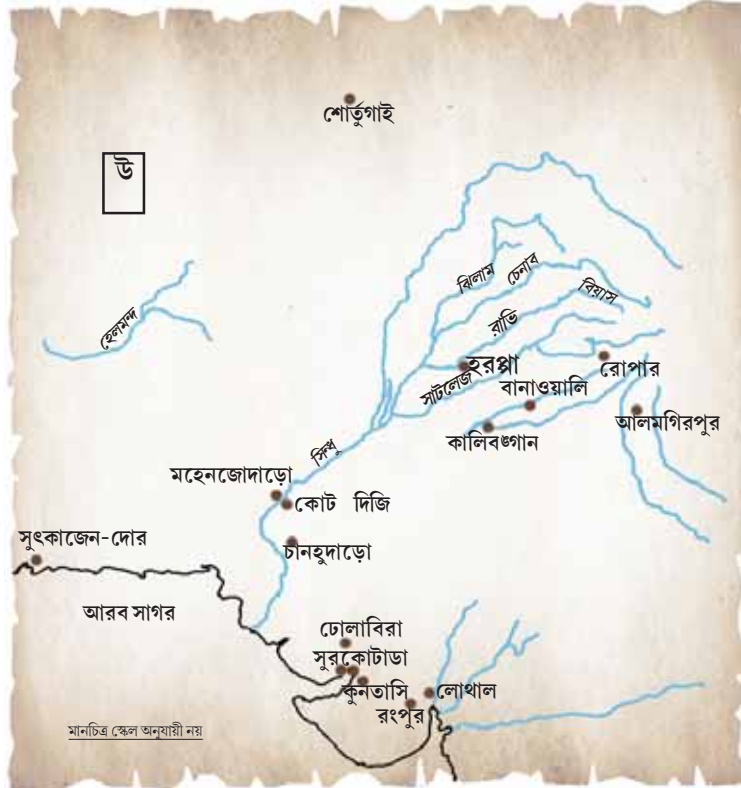 শোর্তুগাই
উ
ঝিলাম
চেনাব
বিয়াস
হেলমন্দ
রাভি
হরপ্পা
রোপার
সাটলেজ
বানাওয়ালি
আলমগিরপুর
কালিবঙ্গান
সিন্ধু
মহেনজোদাড়ো
কোট দিজি
সুৎকাজেন-দোর
চানহুদাড়ো
আরব সাগর
ঢোলাবিরা
সুরকোটাডা
কুনতাসি
লোথাল
রংপুর
মানচিত্র স্কেল অনুযায়ী নয়